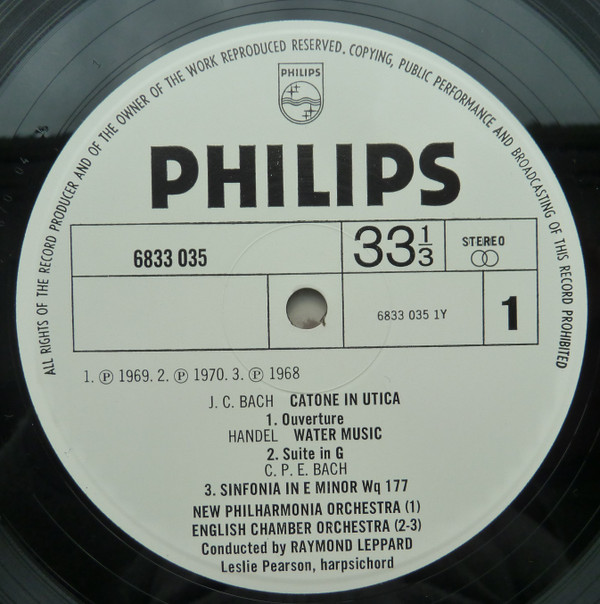 ALL RIGHTS OF THE RECORD PRODUCER AND OF THE OWNER OF THE WORK REPRODUCED RESERVED. COPYING, PUBLIC PERFORMANCE AND BROADCASTING OF THIS RECORD PROHIBITED
PHILIPS
PHILIPS
6833 035
33 1/3
STEREO
6833 035 1Y
1
1. ℗ 1969. 2. ℗ 1970. 3. ℗ 1968
J. C. BACH CATONE IN UTICA
1. Ouverture
HANDEL WATER MUSIC
2. Suite in G
C. P. E. BACH
3. SINFONIA IN E MINOR Wq 177
NEW PHILHARMONIA ORCHESTRA (1)
ENGLISH CHAMBER ORCHESTRA (2-3)
Conducted by RAYMOND LEPPARD
Leslie Pearson, harpsichord